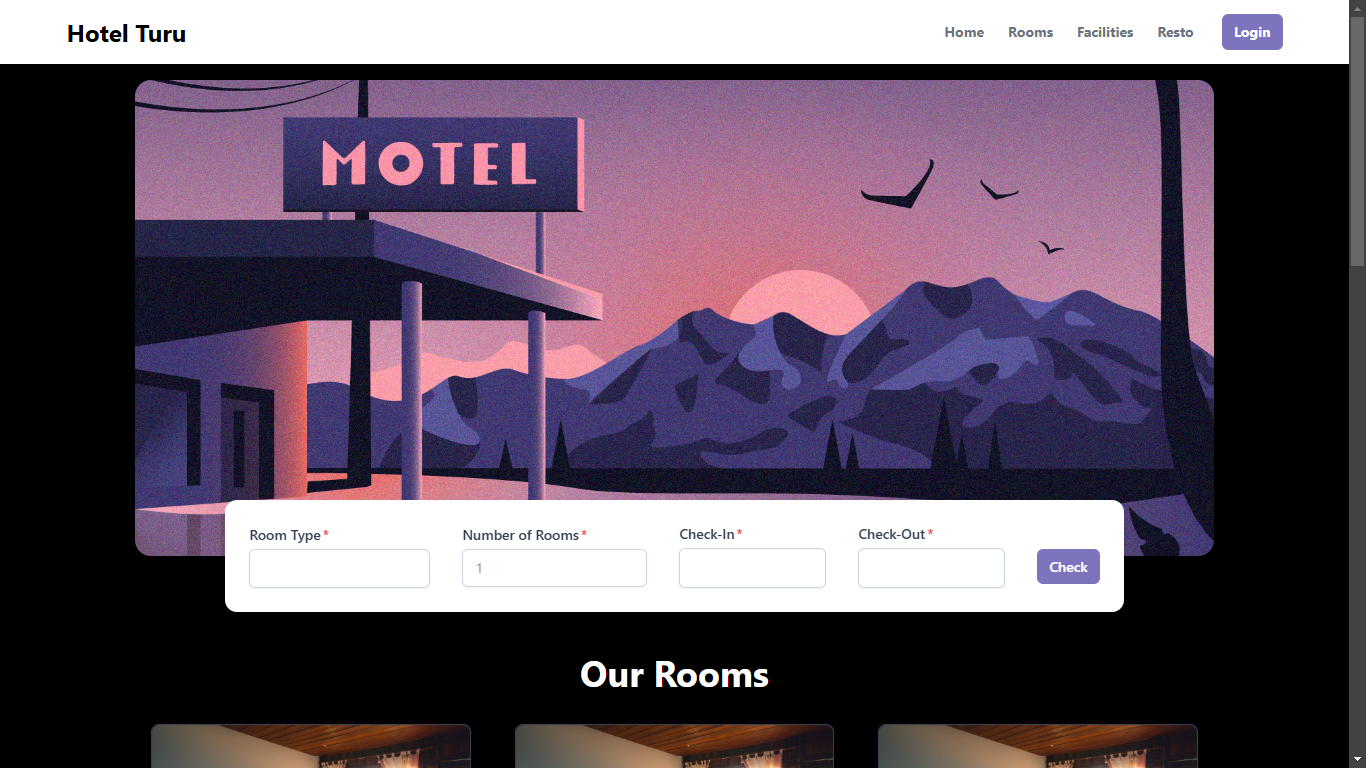 Hotel Turu
Home Rooms Facilities Resto Login
MOTEL
Room Type* Number of Rooms* Check-In* Check-Out*
1 Check
Our Rooms